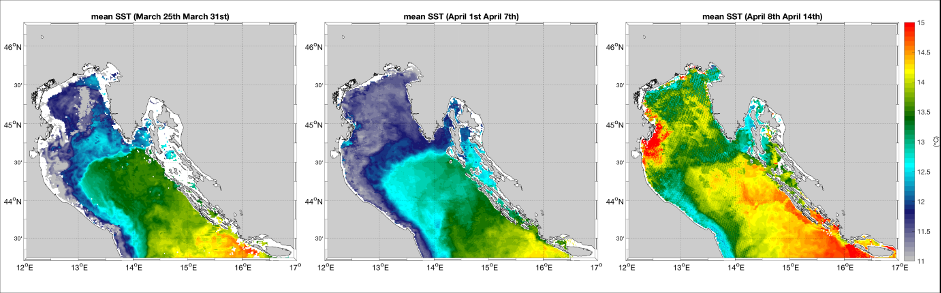 mean SST (March 25th March 31st)
mean SST (April 1st April 7th)
mean SST (April 8th April 14th)
46°N
30'
45°N
30'
44°N
30'
12°E 13°E 14°E 15°E 16°E 17°E
46°N
30'
45°N
30'
44°N
30'
12°E 13°E 14°E 15°E 16°E 17°E
46°N
30'
45°N
30'
44°N
30'
12°E 13°E 14°E 15°E 16°E 17°E
15
14.5
14
13.5
13
12.5
12
11.5
11
[°C]